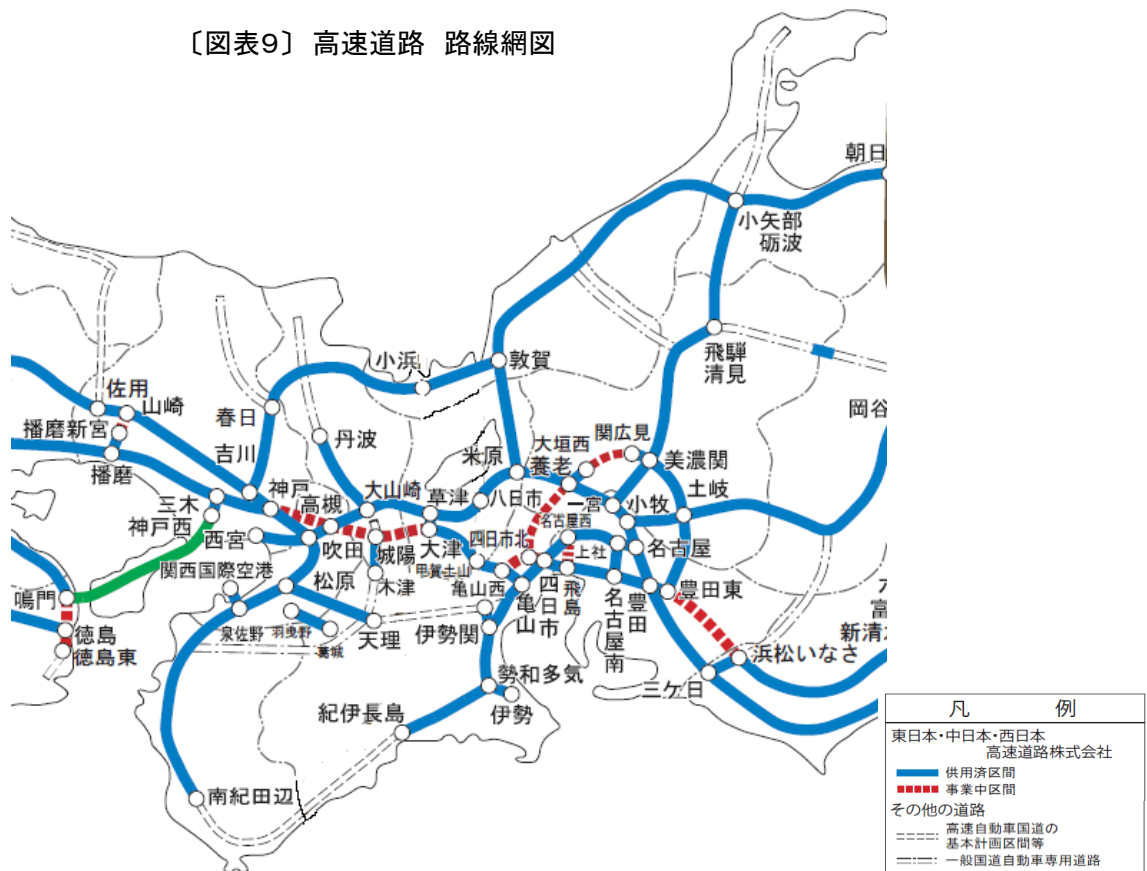 〔図表9〕 高速道路 路線網図
朝日
小矢部
砺波
飛騨
清見
小浜
敦賀
岡谷
佐用
山崎
播磨新宮
播磨
春日
吉川
丹波
米原
大垣西
養老
関広見
美濃関
三木
神戸西
神戸
高槻
大山崎
草津
八日市
一宮
小牧
土岐
名古屋西
西宮
吹田
城陽
大津
四日市北
上社
名古屋
関西国際空港
松原
木津
甲賀土山
亀山西
亀山
四日市
飛島
名古屋南
豊田
豊田東
鳴門
徳島
徳島東
泉佐野
羽曳野
葛城
天理
伊勢関
新清水
浜松いなさ
三ケ日
勢和多気
伊勢
紀伊長島
南紀田辺
凡 例
東日本・中日本・西日本
高速道路株式会社
供用済区間
事業中区間
その他の道路
高速自動車国道の
基本計画区間等
一般国道自動車専用道路